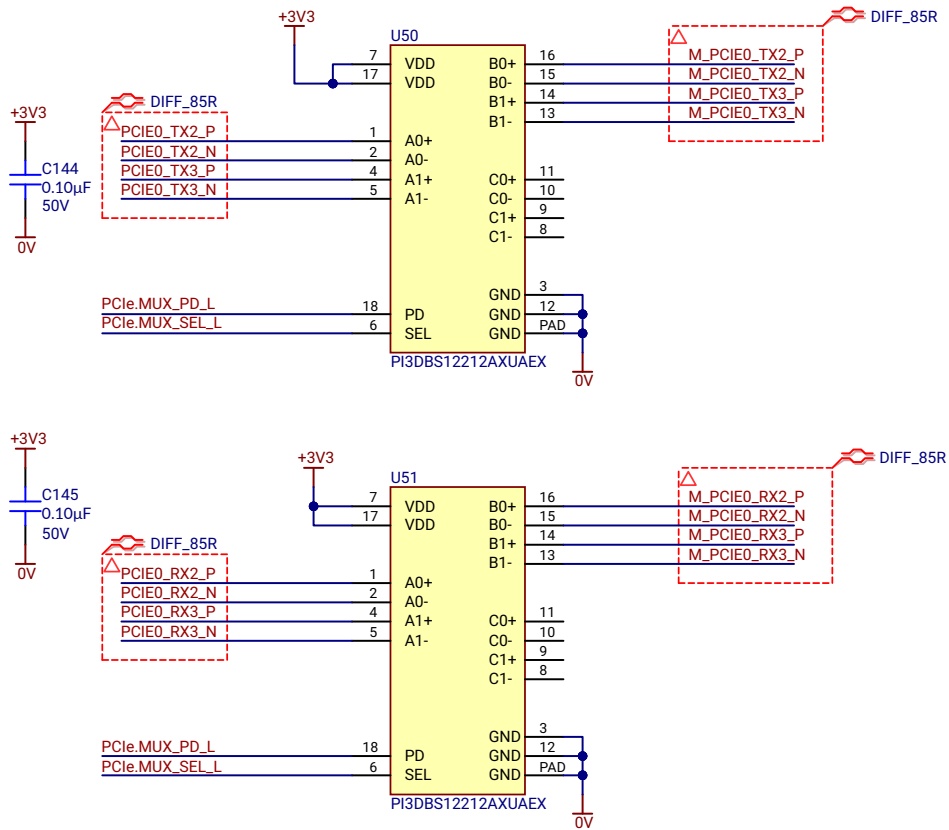 +3V3
DIFF_85R
U50
7 VDD B0+ 16 M_PCIE0_TX2_P
17 VDD B0- 15 M_PCIE0_TX2_N
B1+ 14 M_PCIE0_TX3_P
B1- 13 M_PCIE0_TX3_N
DIFF_85R
+3V3
PCIE0_TX2_P 1 A0+
PCIE0_TX2_N 2 A0-
PCIE0_TX3_P 4 A1+ C0+ 11
PCIE0_TX3_N 5 A1- C0- 10
C1+ 9
C1- 8
C144
0.10µF
50V
0V
GND 3
PCIe.MUX_PD_L 18 PD GND 12
PCIe.MUX_SEL_L 6 SEL GND PAD
PI3DBS12212AXUAEX
0V
+3V3
+3V3
DIFF_85R
U51
7 VDD B0+ 16 M_PCIE0_RX2_P
17 VDD B0- 15 M_PCIE0_RX2_N
B1+ 14 M_PCIE0_RX3_P
B1- 13 M_PCIE0_RX3_N
C145
0.10µF
50V
0V
DIFF_85R
PCIE0_RX2_P 1 A0+
PCIE0_RX2_N 2 A0-
PCIE0_RX3_P 4 A1+ C0+ 11
PCIE0_RX3_N 5 A1- C0- 10
C1+ 9
C1- 8
GND 3
PCIe.MUX_PD_L 18 PD GND 12
PCIe.MUX_SEL_L 6 SEL GND PAD
PI3DBS12212AXUAEX
0V